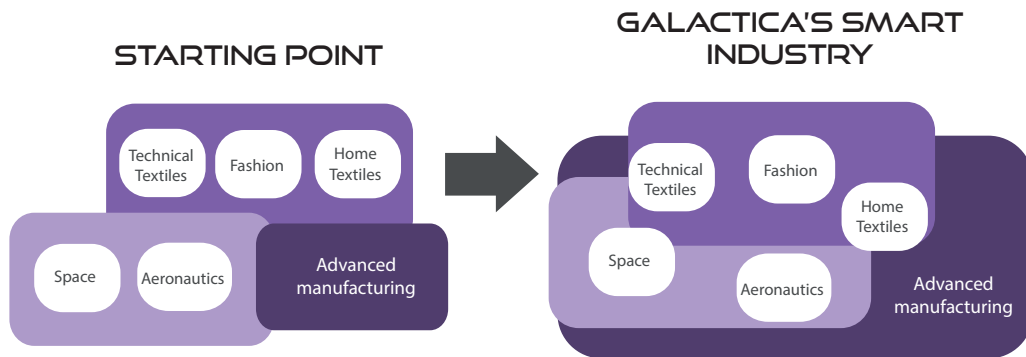 STARTING POINT
Technical
Textiles
Fashion
Home
Textiles
Space
Aeronautics
Advanced
manufacturing
GALACTICA'S SMART
INDUSTRY
Technical
Textiles
Fashion
Home
Textiles
Space
Aeronautics
Advanced
manufacturing